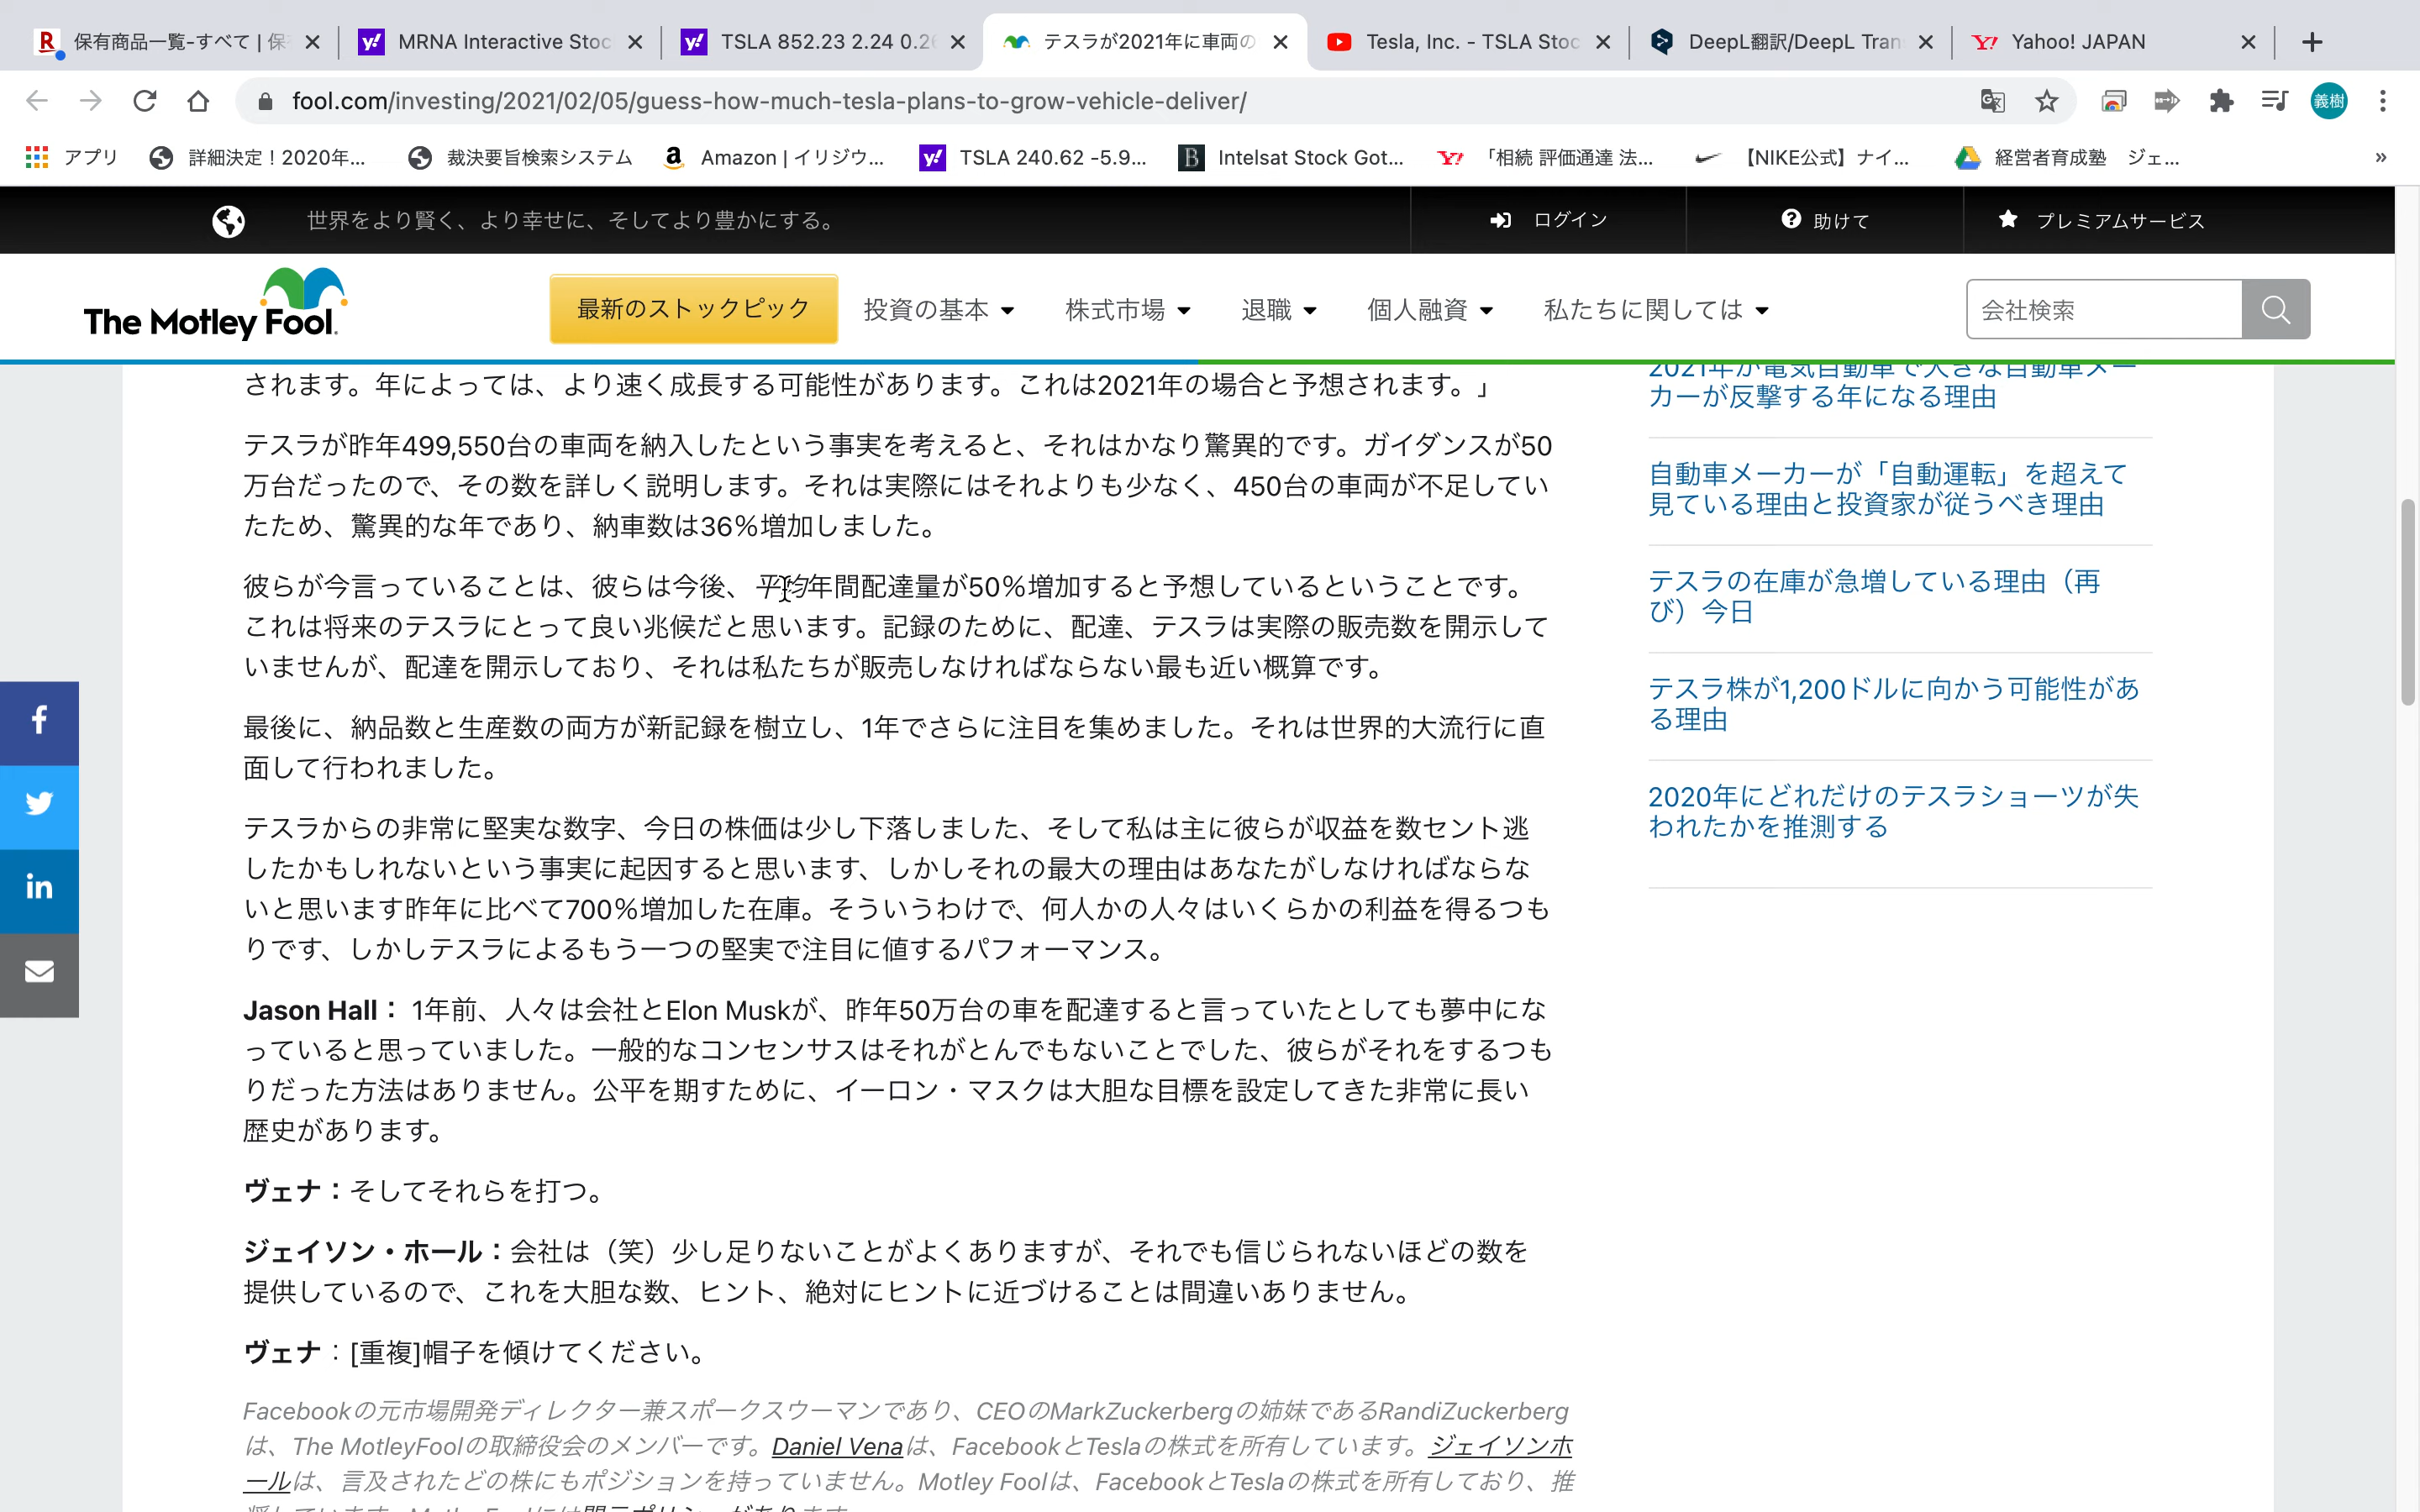 保有商品一覧-すべて | 保
MRNA Interactive Stoc
TSLA 852.23 2.24 0.26
テスラが2021年に車両の
Tesla, Inc. - TSLA Stoc
DeepL翻訳/DeepL Tran
Yahoo! JAPAN
fool.com/investing/2021/02/05/guess-how-much-tesla-plans-to-grow-vehicle-deliver/
義樹
アプリ
詳細決定！2020年...
裁決要旨検索システム
Amazon | イリジウ...
TSLA 240.62 -5.9...
Intelsat Stock Got...
「相続 評価通達 法...
【NIKE公式】ナイ...
経営者育成塾 ジェ...
»
世界をより賢く、より幸せに、そしてより豊かにする。
ログイン
助けて
プレミアムサービス
The Motley Fool.
最新のストックピック
投資の基本
株式市場
退職
個人融資
私たちに関しては
会社検索
されます。年によっては、より速く成長する可能性があります。これは2021年の場合と予想されます。」
テスラが昨年499,550台の車両を納入したという事実を考えると、それはかなり驚異的です。ガイダンスが50
万台だったので、その数を詳しく説明します。それは実際にはそれよりも少なく、450台の車両が不足してい
たため、驚異的な年であり、納車数は36％増加しました。
彼らが今言っていることは、彼らは今後、平均年間配達量が50％増加すると予想しているということです。
これは将来のテスラにとって良い兆候だと思います。記録のために、配達、テスラは実際の販売数を開示して
いませんが、配達を開示しており、それは私たちが販売しなければならない最も近い概算です。
最後に、納品数と生産数の両方が新記録を樹立し、1年でさらに注目を集めました。それは世界的大流行に直
面して行われました。
テスラからの非常に堅実な数字、今日の株価は少し下落しました、そして私は主に彼らが収益を数セント逃
したかもしれないという事実に起因すると思います、しかしそれの最大の理由はあなたがしなければならな
いと思います昨年に比べて700％増加した在庫。そういうわけで、何人かの人々はいくらかの利益を得るつも
りです、しかしテスラによるもう一つの堅実で注目に値するパフォーマンス。
Jason Hall： 1年前、人々は会社とElon Muskが、昨年50万台の車を配達すると言っていたとしても夢中にな
っていると思っていました。一般的なコンセンサスはそれがとんでもないことでした、彼らがそれをするつも
りだった方法はありません。公平を期すために、イーロン・マスクは大胆な目標を設定してきた非常に長い
歴史があります。
ヴェナ：そしてそれらを打つ。
ジェイソン・ホール：会社は（笑）少し足りないことがよくありますが、それでも信じられないほどの数を
提供しているので、これを大胆な数、ヒント、絶対にヒントに近づけることは間違いありません。
ヴェナ：[重複]帽子を傾けてください。
Facebookの元市場開発ディレクター兼スポークスウーマンであり、CEOのMarkZuckerbergの姉妹であるRandiZuckerberg
は、The MotleyFoolの取締役会のメンバーです。Daniel Venaは、FacebookとTeslaの株式を所有しています。ジェイソンホ
ールは、言及されたどの株にもポジションを持っていません。Motley Foolは、FacebookとTeslaの株式を所有しており、推
2021年が電気自動車で大きな自動車メー
カーが反撃する年になる理由
自動車メーカーが「自動運転」を超えて
見ている理由と投資家が従うべき理由
テスラの在庫が急増している理由（再
び）今日
テスラ株が1,200ドルに向かう可能性があ
る理由
2020年にどれだけのテスラショーツが失
われたかを推測する